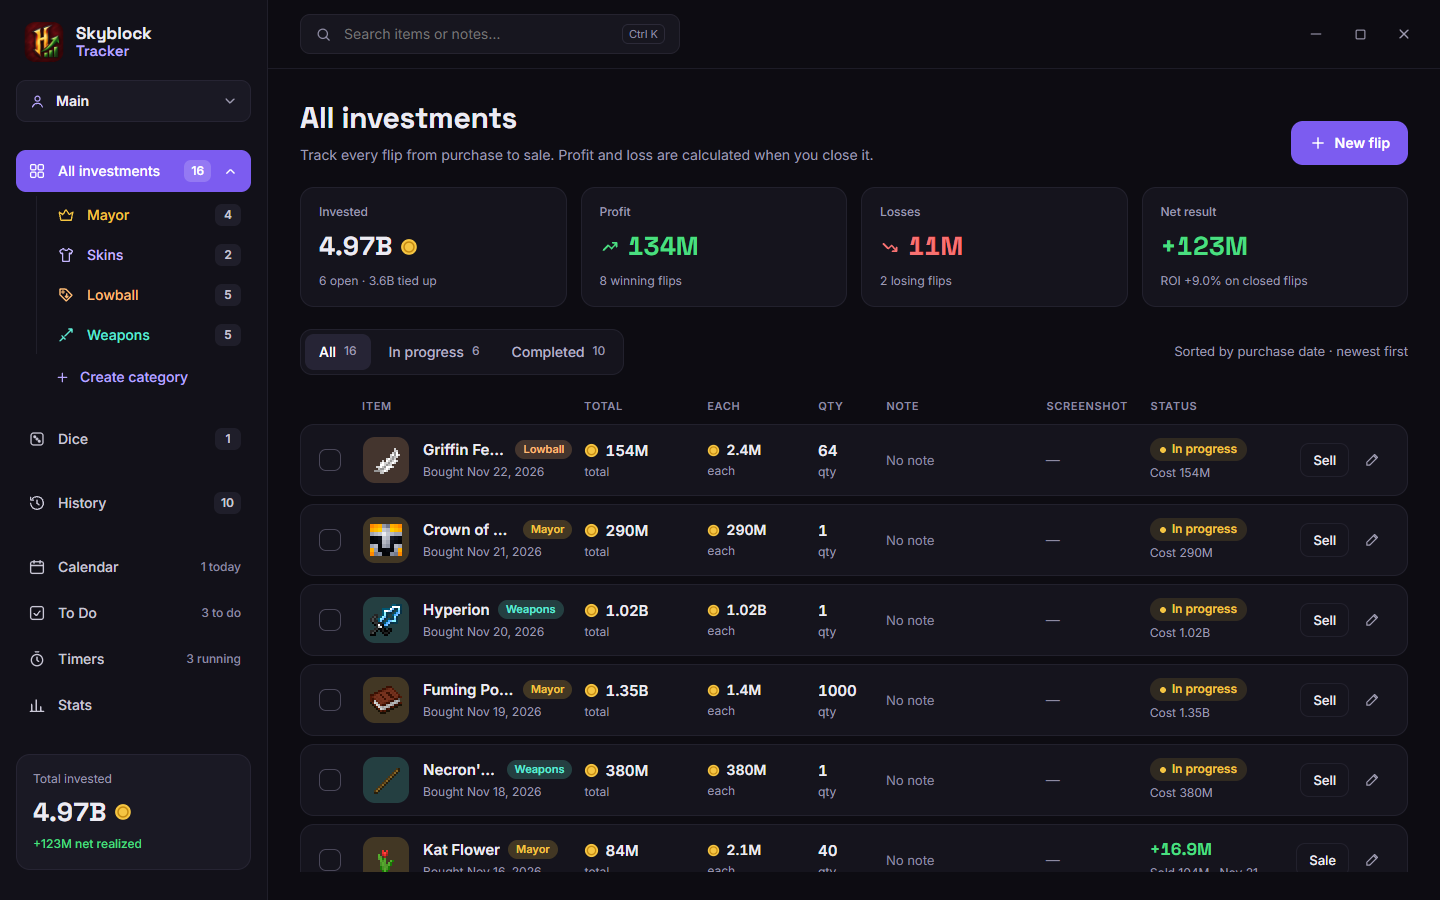 Skyblock
Tracker
Main
All investments 16
Mayor 4
Skins 2
Lowball 5
Weapons 5
Create category
Dice 1
History 10
Calendar 1 today
To Do 3 to do
Timers 3 running
Stats
Total invested
4.97B
+123M net realized
Search items or notes... Ctrl K
All investments
Track every flip from purchase to sale. Profit and loss are calculated when you close it.
New flip
Invested
4.97B
6 open · 3.6B tied up
Profit
134M
8 winning flips
Losses
11M
2 losing flips
Net result
+123M
ROI +9.0% on closed flips
All 16 In progress 6 Completed 10
Sorted by purchase date · newest first
ITEM TOTAL EACH QTY NOTE SCREENSHOT STATUS
Griffin Fe... Lowball 154M 2.4M 64 No note — In progress Sell
Bought Nov 22, 2026 total each qty Cost 154M
Crown of ... Mayor 290M 290M 1 No note — In progress Sell
Bought Nov 21, 2026 total each qty Cost 290M
Hyperion Weapons 1.02B 1.02B 1 No note — In progress Sell
Bought Nov 20, 2026 total each qty Cost 1.02B
Fuming Po... Mayor 1.35B 1.4M 1000 No note — In progress Sell
Bought Nov 19, 2026 total each qty Cost 1.35B
Necron'... Weapons 380M 380M 1 No note — In progress Sell
Bought Nov 18, 2026 total each qty Cost 380M
Kat Flower Mayor 84M 2.1M 40 No note — +16.9M Sale
Bought Nov 16, 2026 total each qty Sold 104M · Nov 21